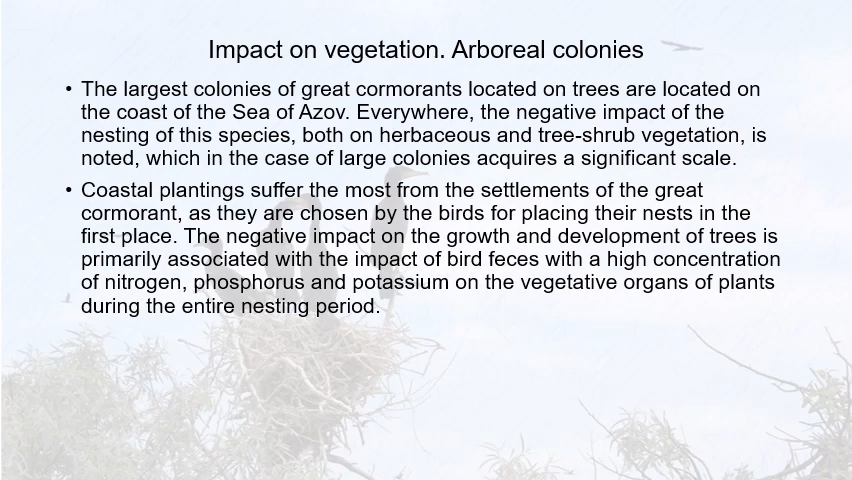 Impact on vegetation. Arboreal colonies
• The largest colonies of great cormorants located on trees are located on
the coast of the Sea of Azov. Everywhere, the negative impact of the
nesting of this species, both on herbaceous and tree-shrub vegetation, is
noted, which in the case of large colonies acquires a significant scale.
• Coastal plantings suffer the most from the settlements of the great
cormorant, as they are chosen by the birds for placing their nests in the
first place. The negative impact on the growth and development of trees is
primarily associated with the impact of bird feces with a high concentration
of nitrogen, phosphorus and potassium on the vegetative organs of plants
during the entire nesting period.